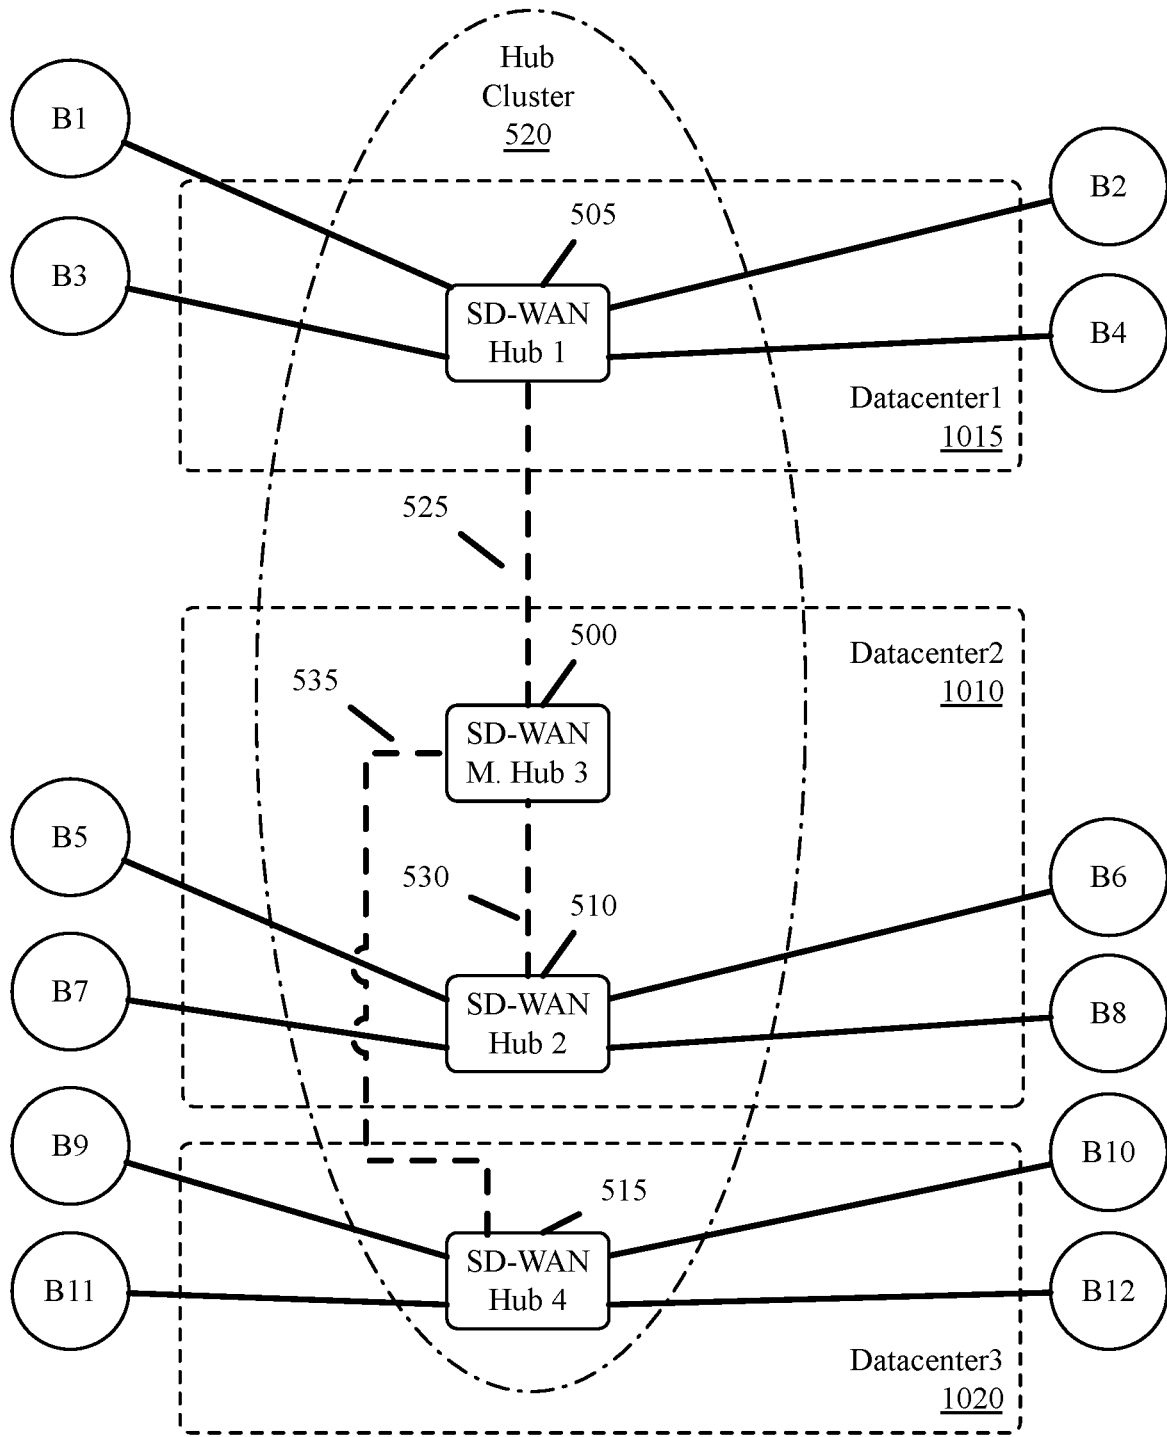 Hub
Cluster
520
B1
B2
505
B3
SD-WAN
Hub 1
B4
Datacenter1
1015
525
500
Datacenter2
1010
535
SD-WAN
M. Hub 3
B5
530
510
B6
B7
SD-WAN
Hub 2
B8
B9
B10
515
SD-WAN
Hub 4
B11
B12
Datacenter3
1020